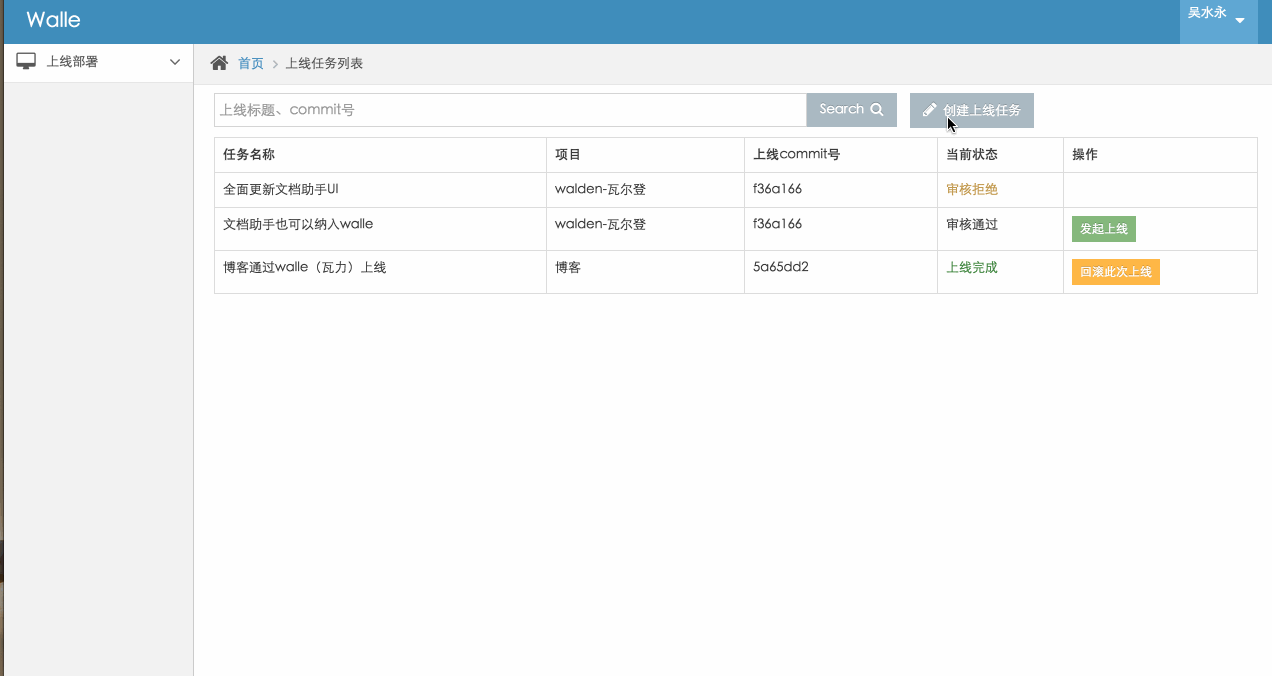 Walle
吴水永
上线部署
首页 > 上线任务列表
上线标题、commit号
Search
创建上线任务
任务名称 项目 上线commit号 当前状态 操作
全面更新文档助手UI walden-瓦尔登 f36a166 审核拒绝
文档助手也可以纳入walle walden-瓦尔登 f36a166 审核通过 发起上线
博客通过walle（瓦力）上线 博客 5a65dd2 上线完成 回滚此次上线